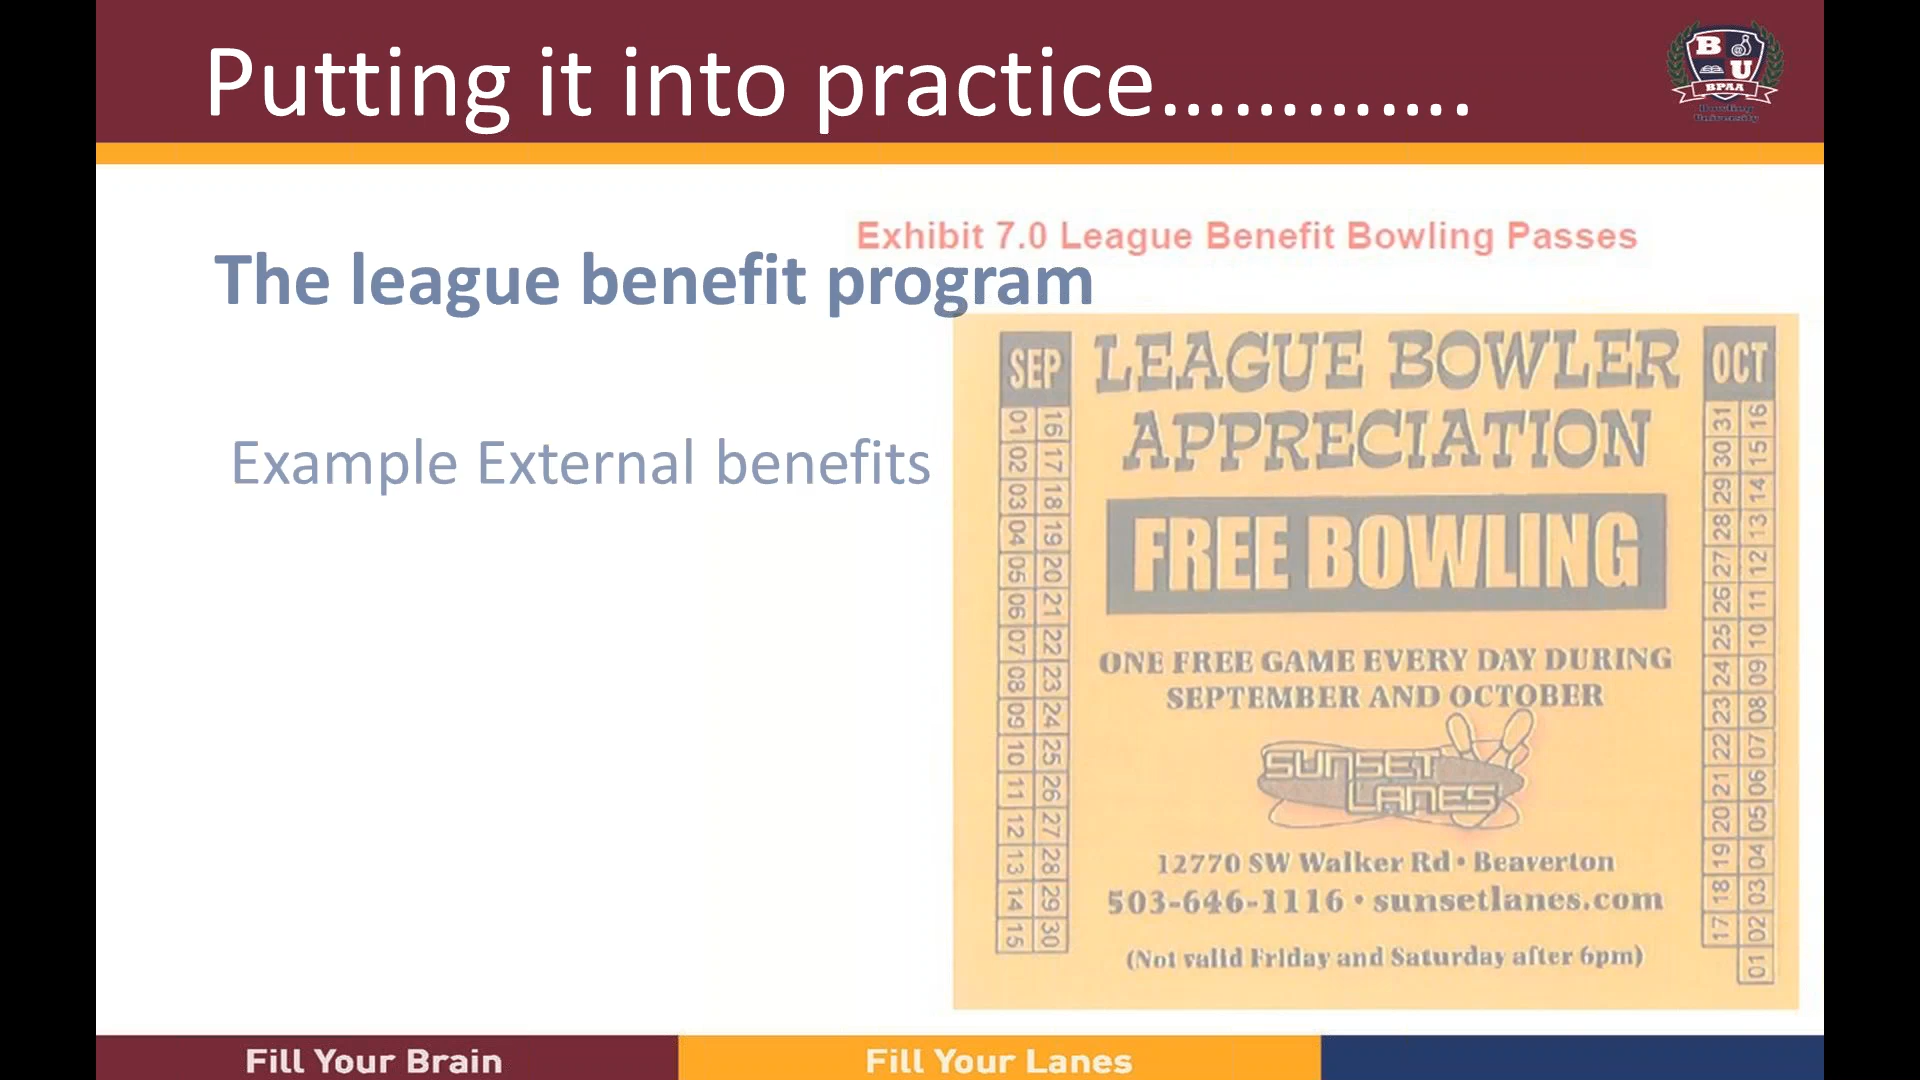 Putting it into practice………….
B @
U
BPAA
Bowling
University
Exhibit 7.0 League Benefit Bowling Passes
The league benefit program
Example External benefits
SEP
01 16
02 17
03 18
04 19
05 20
06 21
07 22
08 23
09 24
10 25
11 26
12 27
13 28
14 29
15 30
LEAGUE BOWLER
APPRECIATION
FREE BOWLING
ONE FREE GAME EVERY DAY DURING
SEPTEMBER AND OCTOBER
SUNSET
LANES
12770 SW Walker Rd • Beaverton
503-646-1116 • sunsetlanes.com
(Not valid Friday and Saturday after 6pm)
OCT
31 16
30 15
29 14
28 13
27 12
26 11
25 10
24 09
23 08
22 07
21 06
20 05
19 04
18 03
17 02
01
Fill Your Brain
Fill Your Lanes